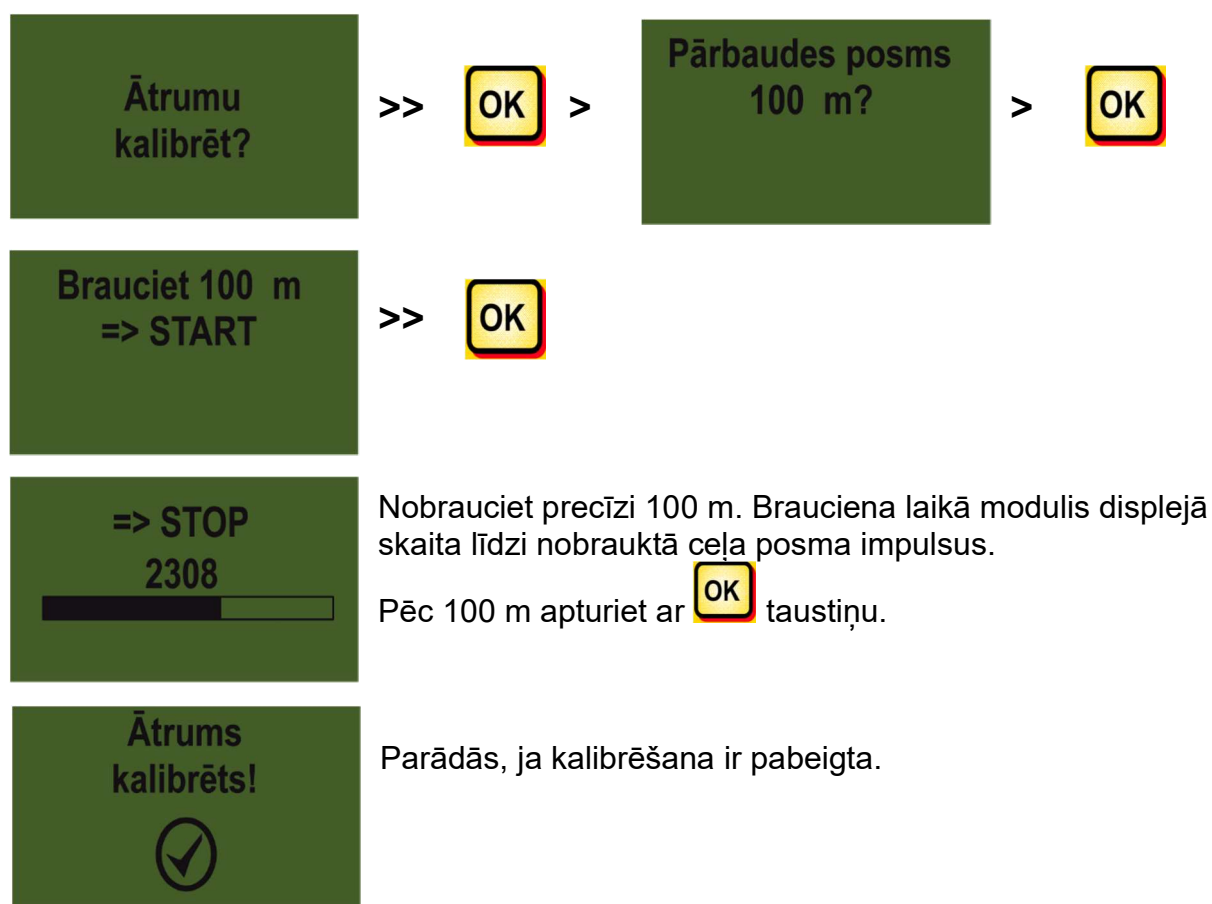 Ātrumu
kalibrēt?
>> OK >
Pārbaudes posms
100 m?
> OK
Brauciet 100 m
=> START
>> OK
=> STOP
2308
Nobrauciet precīzi 100 m. Brauciena laikā modulis displejā
skaita līdzi nobrauktā ceļa posma impulsus.
Pēc 100 m apturiet ar OK taustiņu.
Ātrums
kalibrēts!
Parādās, ja kalibrēšana ir pabeigta.